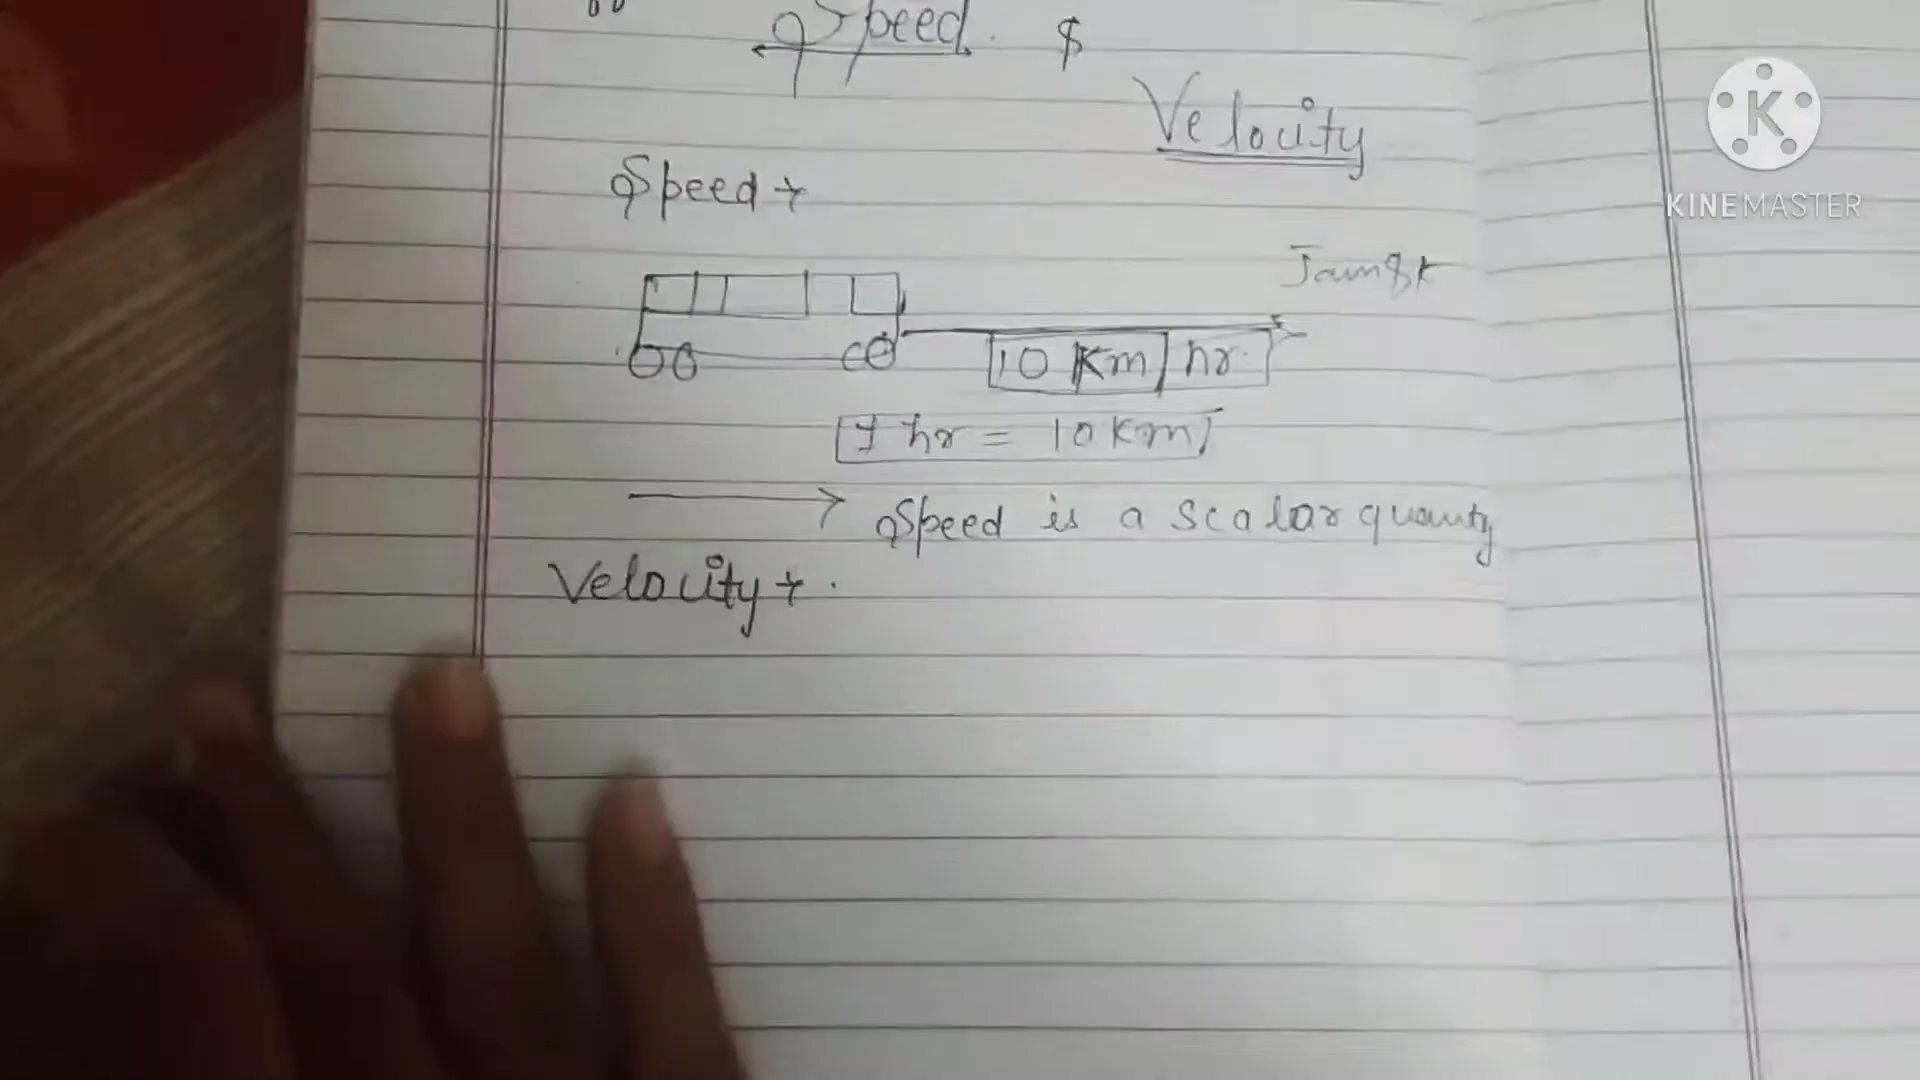 Speed. $
Velocity
KINEMASTER
Speed →
10 Km/hr.
1 hr = 10 Km
→ Speed is a scalar quantity
Velocity → .